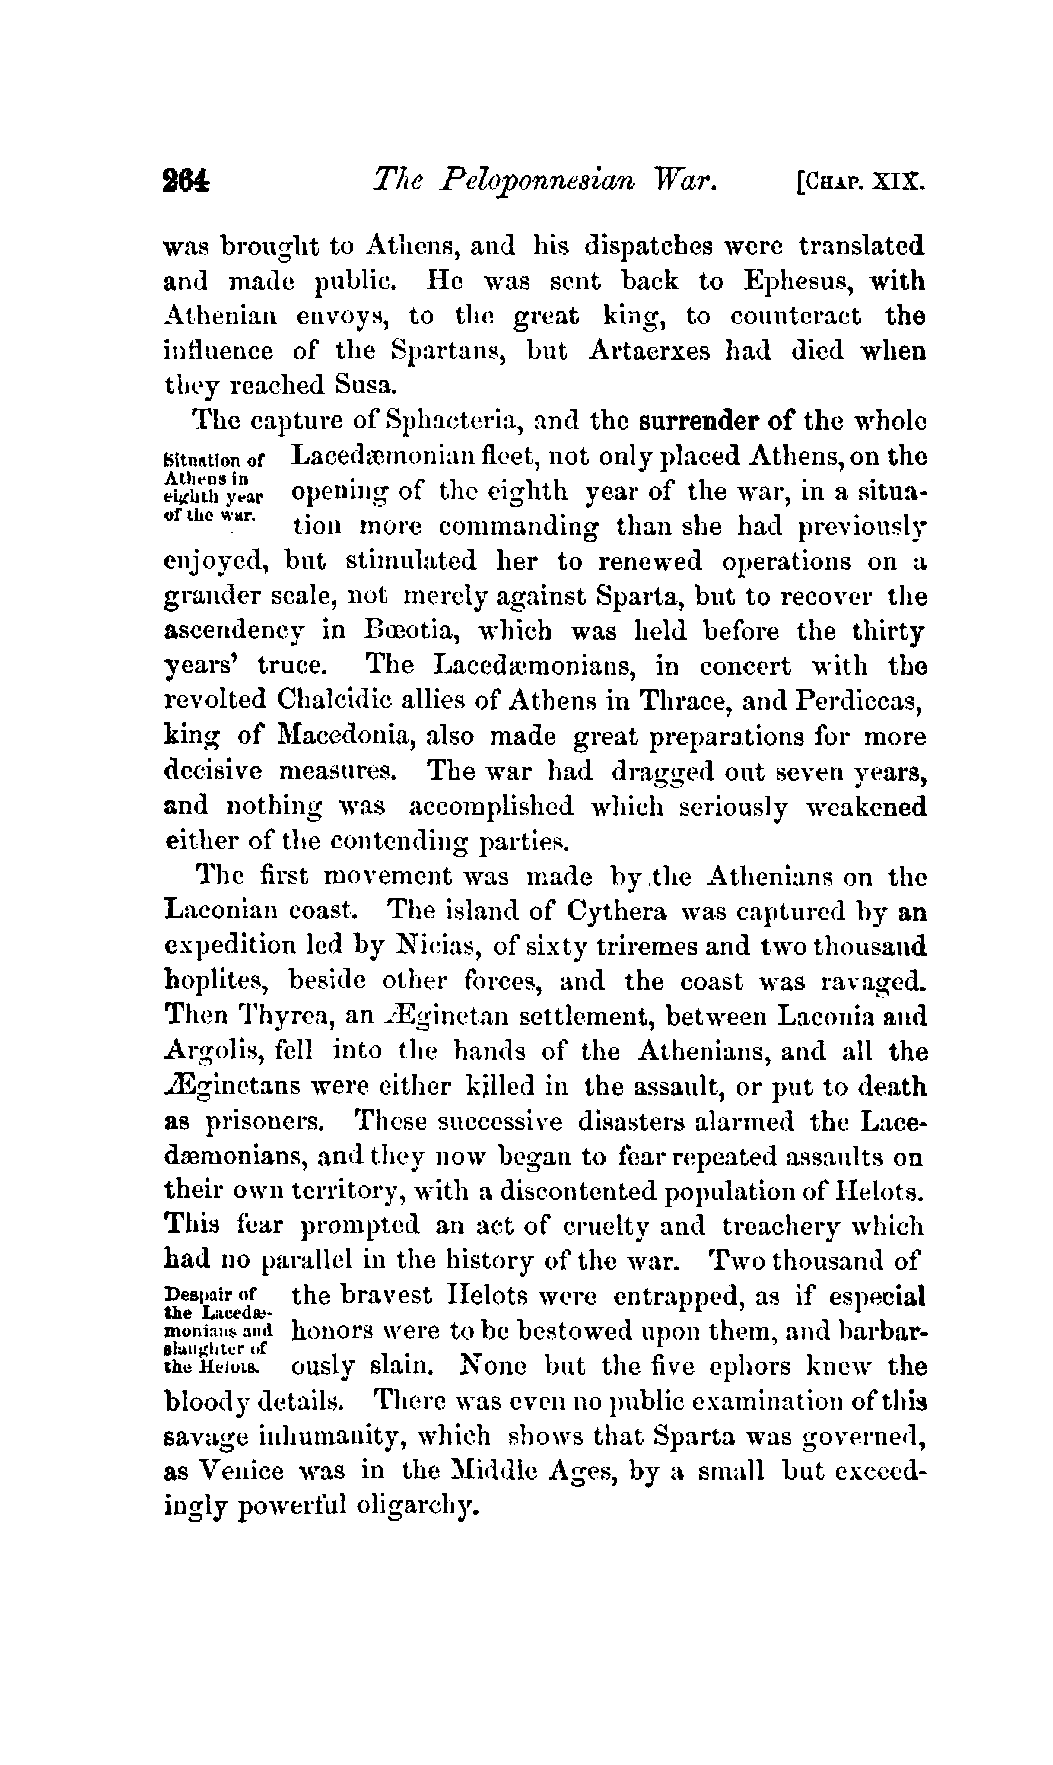 264 The Peloponnesian War. [CHAP. XIX.
was brought to Athens, and his dispatches were translated
and made public. He was sent back to Ephesus, with
Athenian envoys, to the great king, to counteract the
influence of the Spartans, but Artaerxes had died when
they reached Susa.
The capture of Sphacteria, and the surrender of the whole
Situation of
Athens in
eighth year
of the war.
Lacedæmonian fleet, not only placed Athens, on the
opening of the eighth year of the war, in a situa-
tion more commanding than she had previously
enjoyed, but stimulated her to renewed operations on a
grander scale, not merely against Sparta, but to recover the
ascendency in Bœotia, which was held before the thirty
years' truce. The Lacedæmonians, in concert with the
revolted Chalcidic allies of Athens in Thrace, and Perdiccas,
king of Macedonia, also made great preparations for more
decisive measures. The war had dragged out seven years,
and nothing was accomplished which seriously weakened
either of the contending parties.
The first movement was made by the Athenians on the
Laconian coast. The island of Cythera was captured by an
expedition led by Nicias, of sixty triremes and two thousand
hoplites, beside other forces, and the coast was ravaged.
Then Thyrea, an Æginetan settlement, between Laconia and
Argolis, fell into the hands of the Athenians, and all the
Æginetans were either killed in the assault, or put to death
as prisoners. These successive disasters alarmed the Lace-
dæmonians, and they now began to fear repeated assaults on
their own territory, with a discontented population of Helots.
This fear prompted an act of cruelty and treachery which
had no parallel in the history of the war. Two thousand of
Despair of
the Lacedæ-
monians and
slaughter of
the Helots.
the bravest Helots were entrapped, as if especial
honors were to be bestowed upon them, and barbar-
ously slain. None but the five ephors knew the
bloody details. There was even no public examination of this
savage inhumanity, which shows that Sparta was governed,
as Venice was in the Middle Ages, by a small but exceed-
ingly powerful oligarchy.